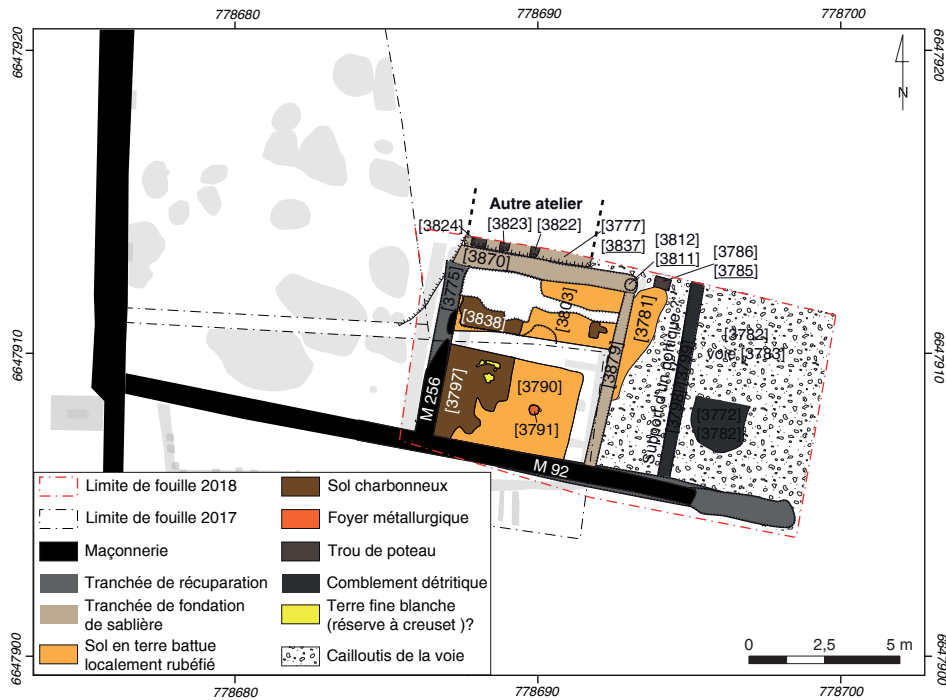 778680
778690
778700
6647920
6647920
N
Autre atelier
[3824]
[3823]
[3822]
[3777]
[3837]
[3812]
[3811]
[3786]
[3785]
[3870]
[3775]
[3803]
[3781]
[3838]
[3782]
voie [3783]
6647910
6647910
[3879]
Support d'un portique ?
[3797]
[3790]
[3791]
M 256
[3772]
[3782]
M 92
Limite de fouille 2018
Limite de fouille 2017
Maçonnerie
Tranchée de récupération
Tranchée de fondation
de sablière
Sol en terre battue
localement rubéfié
Sol charbonneux
Foyer métallurgique
Trou de poteau
Comblement détritique
Terre fine blanche
(réserve à creuset )?
Cailloutis de la voie
0
2,5
5 m
6647900
6647900
778680
778690
778700